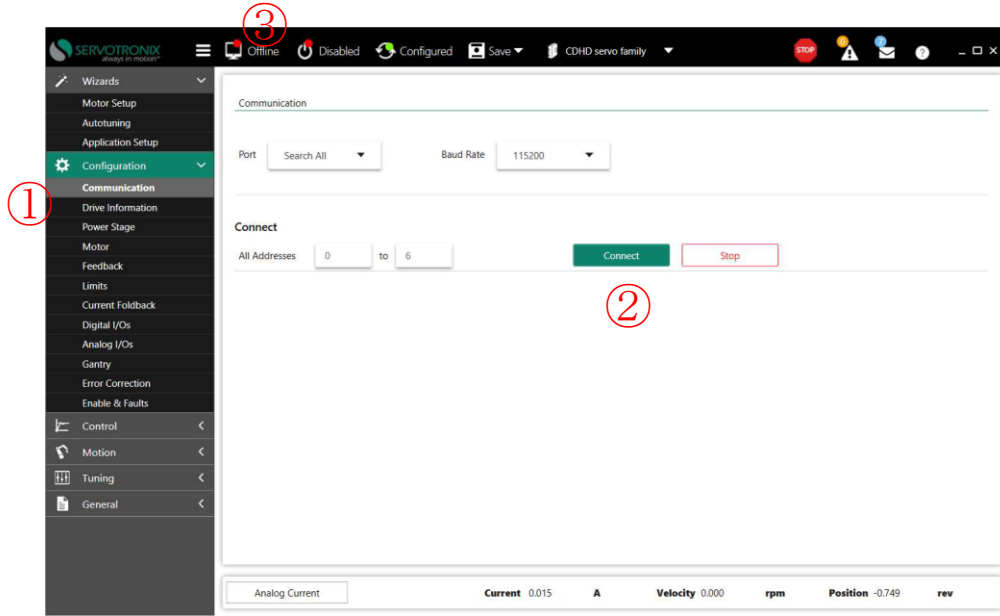 ③
SERVOTRONIX
always in motion™
Offline
Disabled
Configured
Save
CDHD servo family
STOP
0
7
?
Wizards
Motor Setup
Autotuning
Application Setup
Configuration
①
Communication
Drive Information
Power Stage
Motor
Feedback
Limits
Current Foldback
Digital I/Os
Analog I/Os
Gantry
Error Correction
Enable & Faults
Control
Motion
Tuning
General
Communication
Port Search All Baud Rate 115200
Connect
All Addresses 0 to 6 Connect Stop
②
Analog Current Current 0.015 A Velocity 0.000 rpm Position -0.749 rev